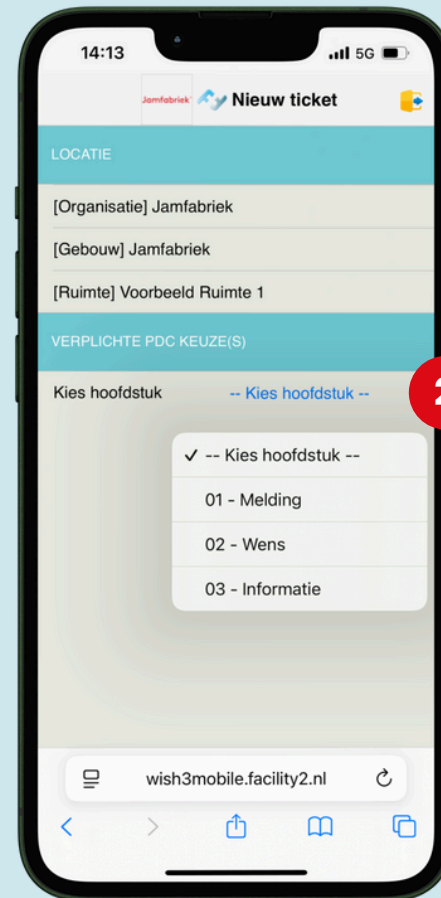 14:13
5G
Jamfabriek
Nieuw ticket
LOCATIE
[Organisatie] Jamfabriek
[Gebouw] Jamfabriek
[Ruimte] Voorbeeld Ruimte 1
VERPLICHTE PDC KEUZE(S)
Kies hoofdstuk -- Kies hoofdstuk --
2
✓ -- Kies hoofdstuk --
01 - Melding
02 - Wens
03 - Informatie
wish3mobile.facility2.nl